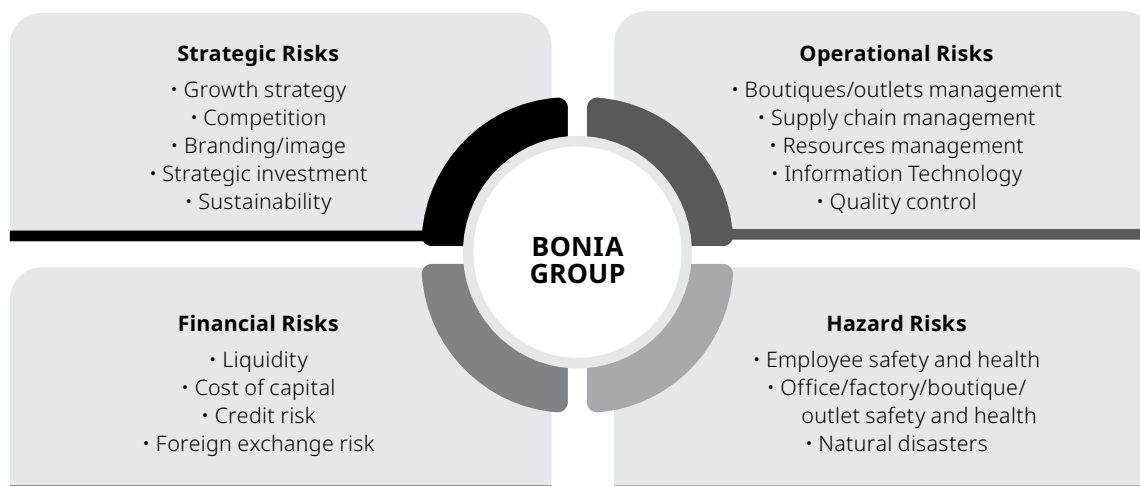 Strategic Risks
• Growth strategy
• Competition
• Branding/image
• Strategic investment
• Sustainability
Operational Risks
• Boutiques/outlets management
• Supply chain management
• Resources management
• Information Technology
• Quality control
BONIA
GROUP
Financial Risks
• Liquidity
• Cost of capital
• Credit risk
• Foreign exchange risk
Hazard Risks
• Employee safety and health
• Office/factory/boutique/
outlet safety and health
• Natural disasters